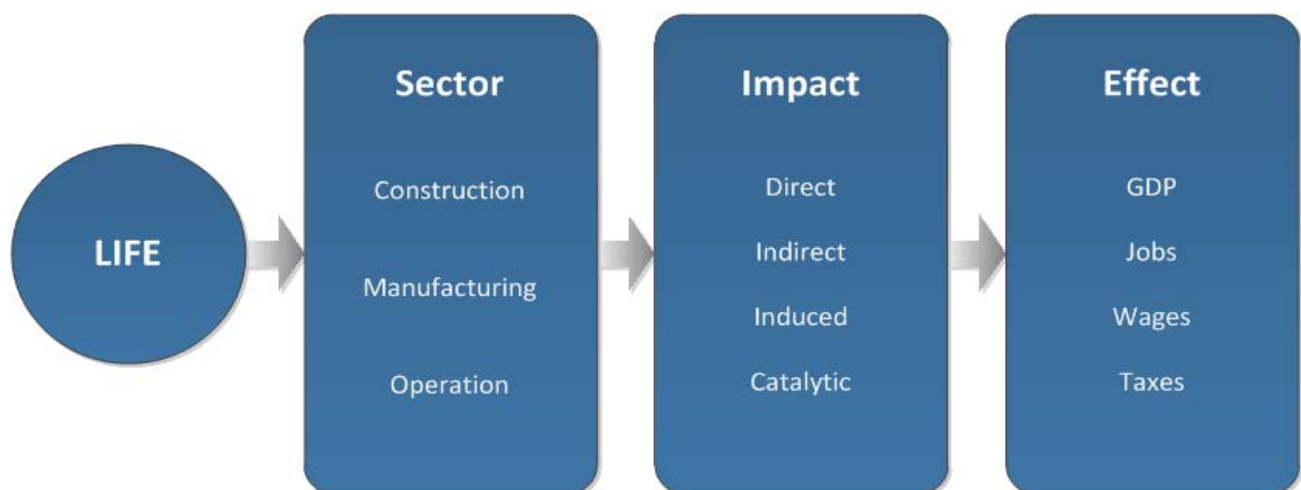 LIFE
Sector
Construction
Manufacturing
Operation
Impact
Direct
Indirect
Induced
Catalytic
Effect
GDP
Jobs
Wages
Taxes